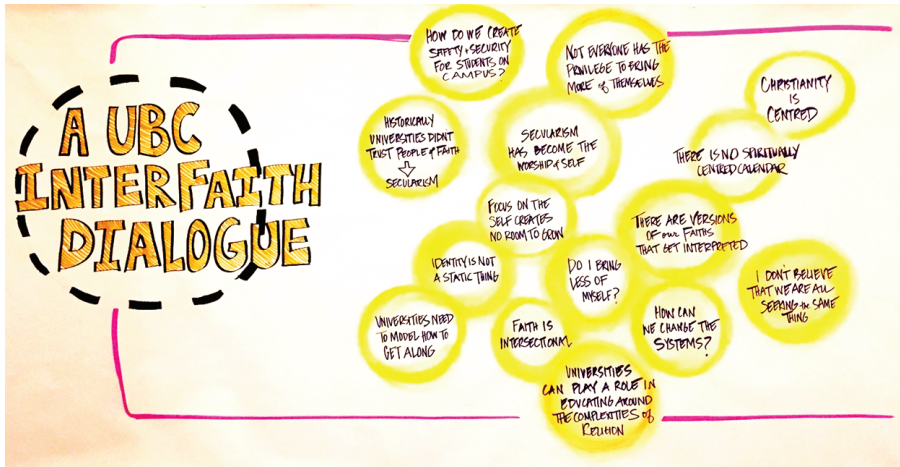 A UBC
INTERFAITH
DIALOGUE
HOW DO WE CREATE
SAFETY + SECURITY
FOR STUDENTS ON
CAMPUS?
NOT EVERYONE HAS THE
PRIVILEGE TO BRING
MORE of THEMSELVES
CHRISTIANITY
IS
CENTRED
HISTORICALLY
UNIVERSITIES DIDNT
TRUST PEOPLE of FAITH
SECULARISM
SECULARISM
HAS BECOME THE
WORSHIP of SELF
THERE IS NO SPIRITUALLY
CENTRED CALENDAR
FOCUS ON THE
SELF CREATES
NO ROOM TO GROW
THERE ARE VERSIONS
OF our FAITHS
THAT GET INTERPRETED
IDENTITY IS NOT
A STATIC THING
DO I BRING
LESS OF
MYSELF?
I DON'T BELIEVE
THAT WE ARE ALL
SEEKING the SAME
THING
UNIVERSITIES NEED
TO MODEL HOW TO
GET ALONG
FAITH IS
INTERSECTIONAL
HOW CAN
WE CHANGE THE
SYSTEMS?
UNIVERSITIES
CAN PLAY A ROLE IN
EDUCATING AROUND
THE COMPLEXITIES of
RELIGION